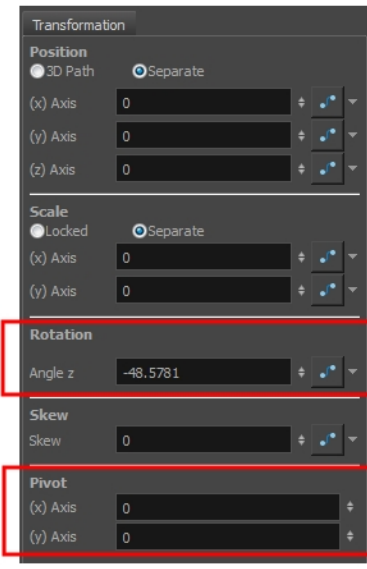 Transformation
Position
3D Path Separate
(x) Axis 0
(y) Axis 0
(z) Axis 0
Scale
Locked Separate
(x) Axis 0
(y) Axis 0
Rotation
Angle z -48.5781
Skew
Skew 0
Pivot
(x) Axis 0
(y) Axis 0